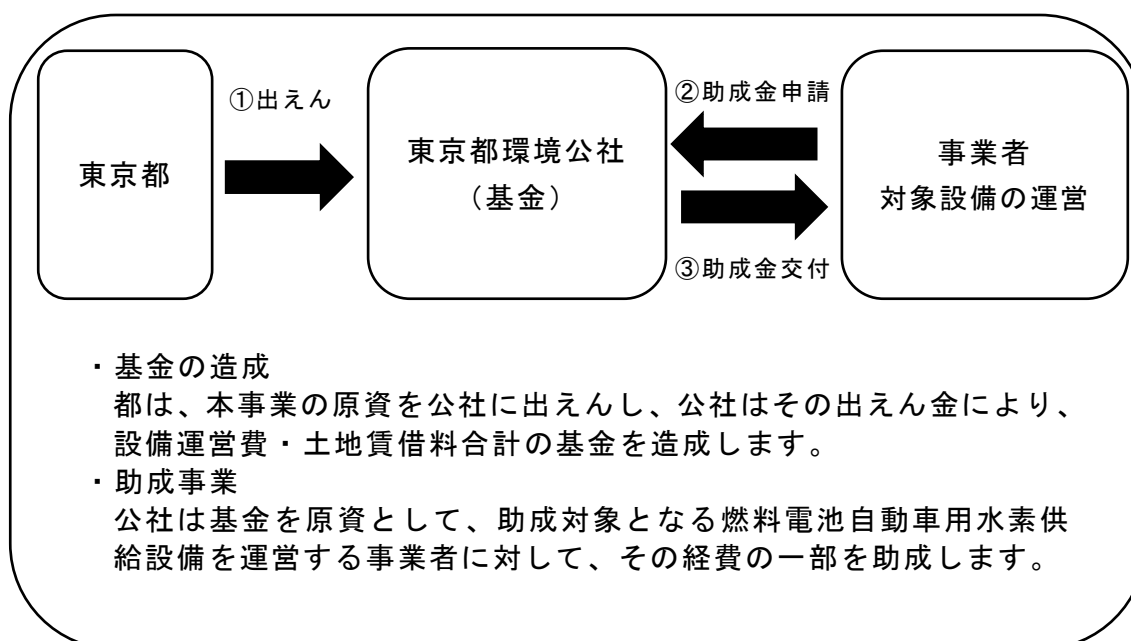 東京都
①出えん
東京都環境公社
（基金）
②助成金申請
③助成金交付
事業者
対象設備の運営
・基金の造成
都は、本事業の原資を公社に出えんし、公社はその出えん金により、
設備運営費・土地賃借料合計の基金を造成します。
・助成事業
公社は基金を原資として、助成対象となる燃料電池自動車用水素供
給設備を運営する事業者に対して、その経費の一部を助成します。